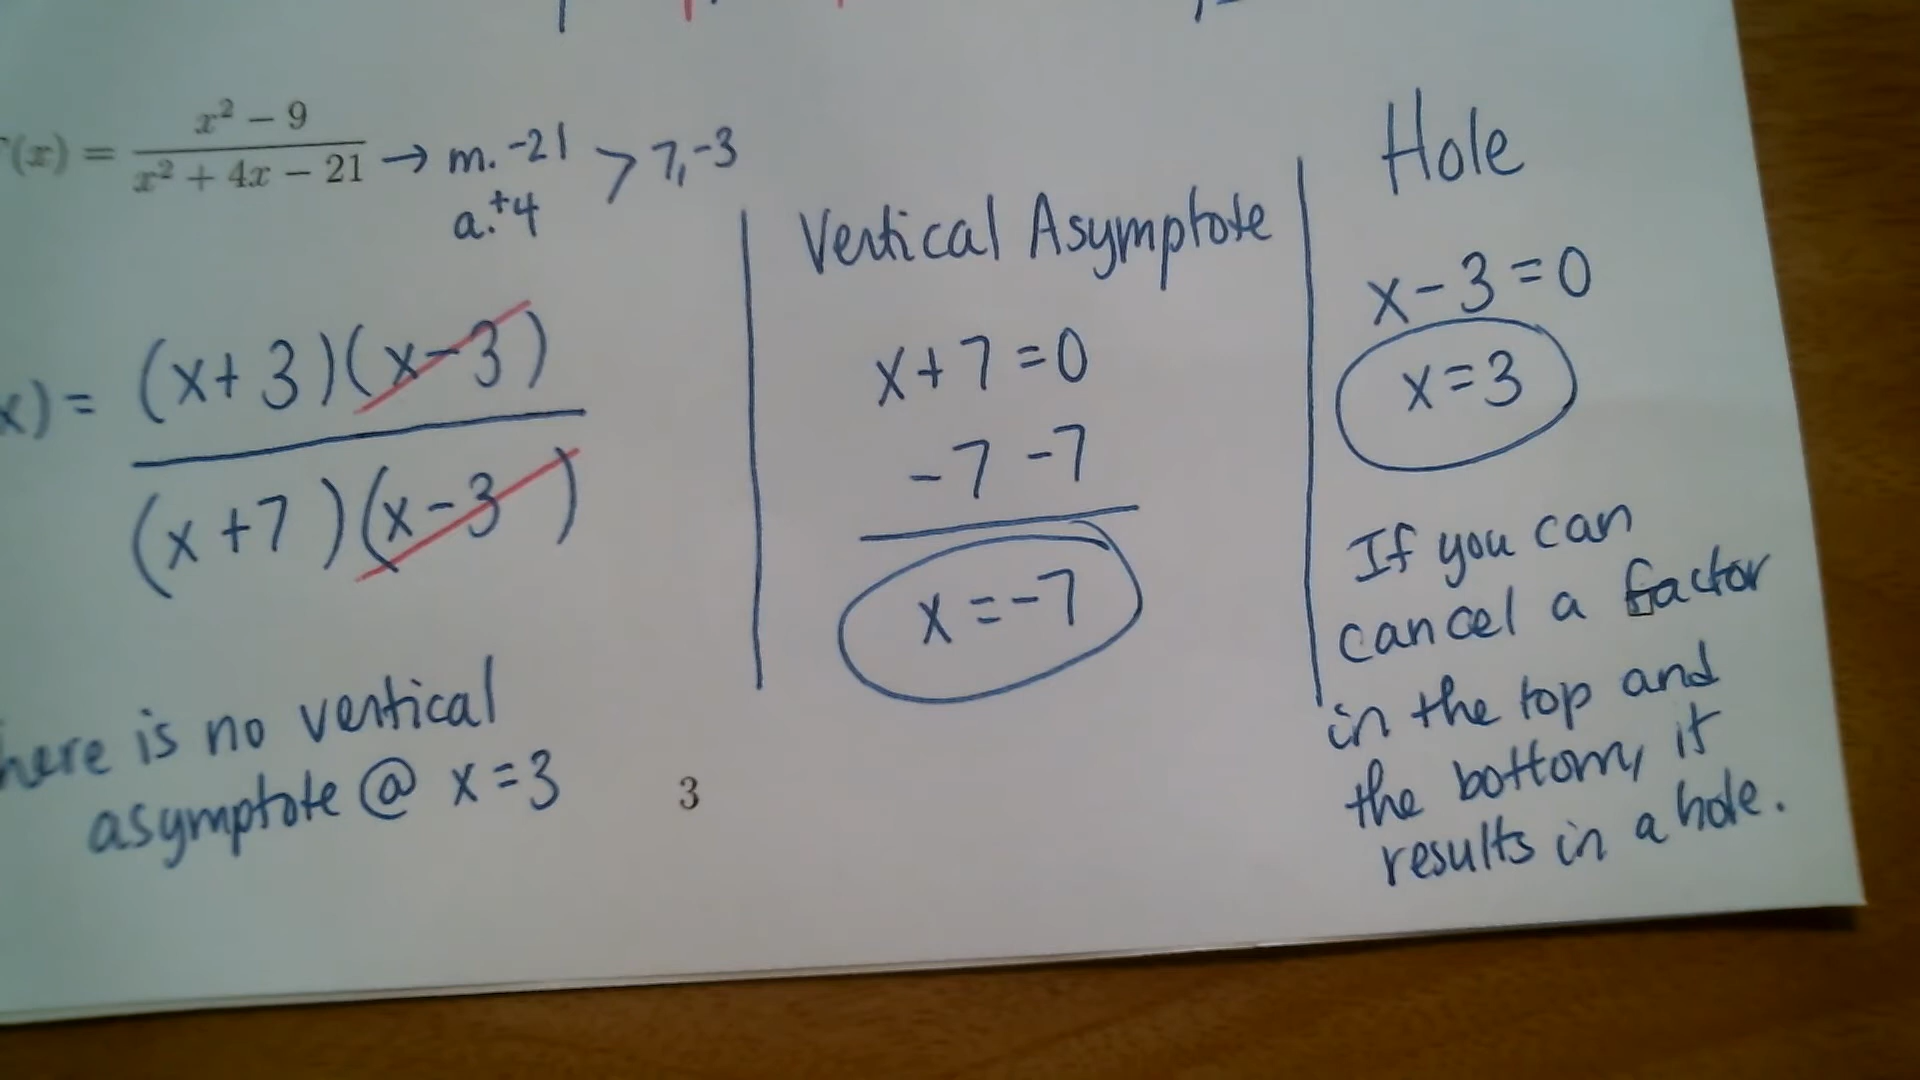 (x) = x² − 9 / x² + 4x − 21 → m. -21 > 7, -3
a. +4
x) = (x+3)(x-3) / (x+7)(x-3)
here is no vertical
asymptote @ x = 3
3
Vertical Asymptote
x + 7 = 0
-7 -7
x = -7
Hole
x - 3 = 0
x = 3
If you can
cancel a factor
in the top and
the bottom, it
results in a hole.